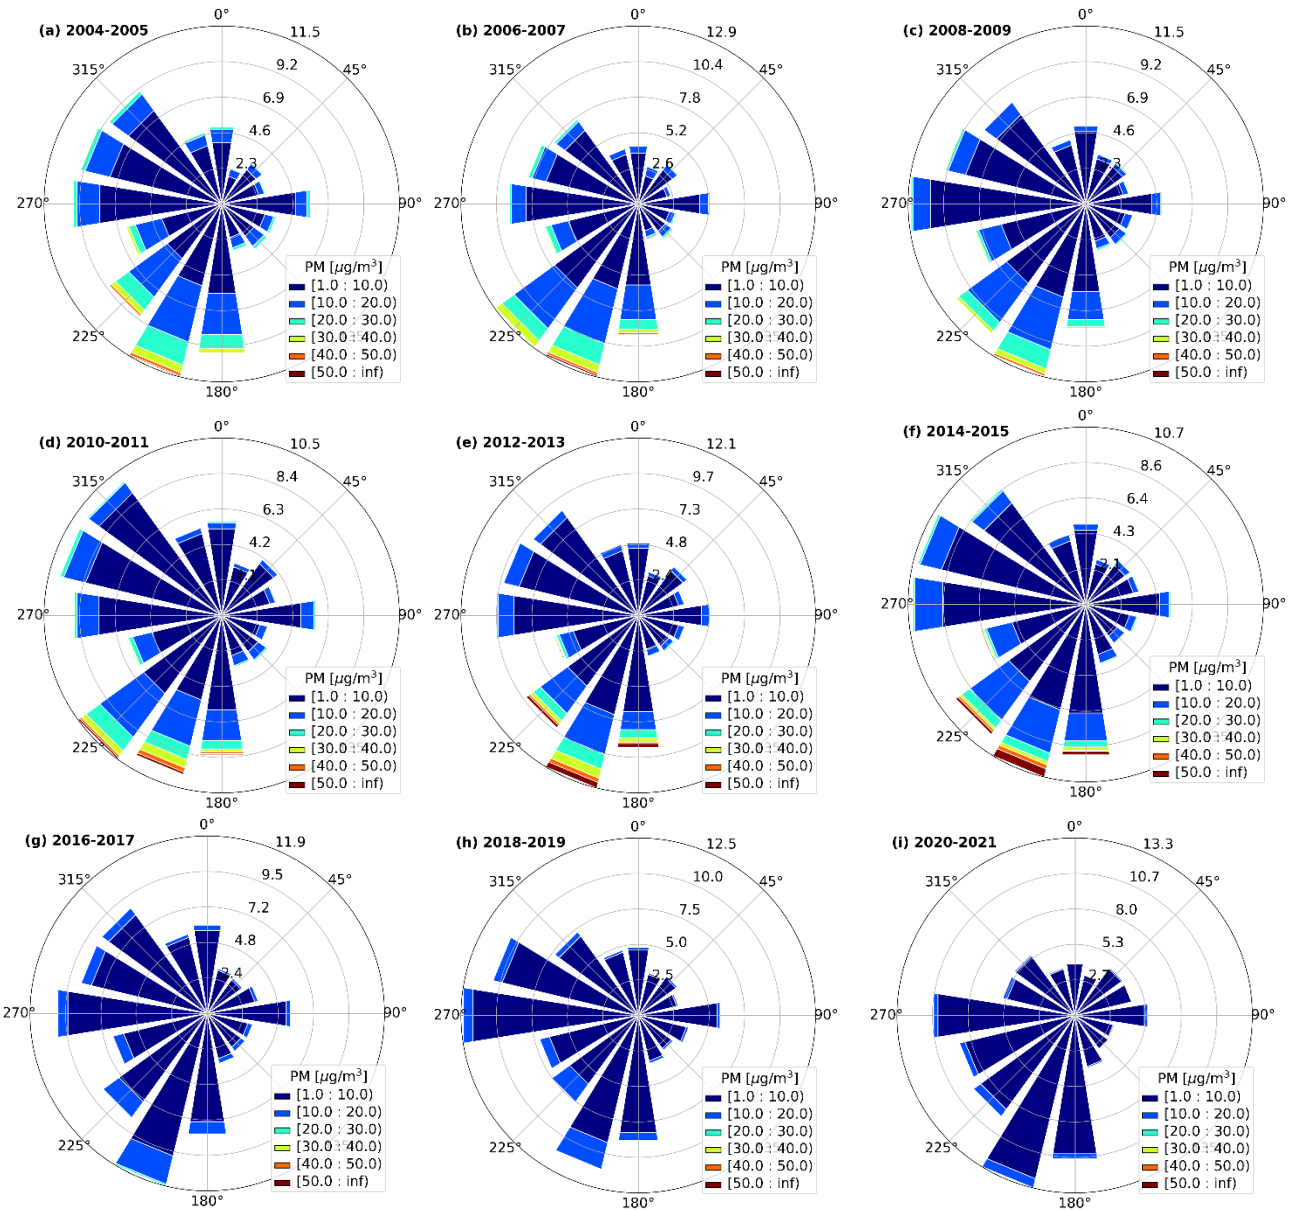 (a) 2004-2005
0°
11.5
9.2
6.9
4.6
2.3
45°
90°
180°
225°
270°
315°
PM [μg/m³]
[1.0 : 10.0)
[10.0 : 20.0)
[20.0 : 30.0)
[30.0 : 40.0)
[40.0 : 50.0)
[50.0 : inf)
(b) 2006-2007
0°
12.9
10.4
7.8
5.2
2.6
45°
90°
180°
225°
270°
315°
PM [μg/m³]
[1.0 : 10.0)
[10.0 : 20.0)
[20.0 : 30.0)
[30.0 : 40.0)
[40.0 : 50.0)
[50.0 : inf)
(c) 2008-2009
0°
11.5
9.2
6.9
4.6
45°
90°
180°
225°
270°
315°
PM [μg/m³]
[1.0 : 10.0)
[10.0 : 20.0)
[20.0 : 30.0)
[30.0 : 40.0)
[40.0 : 50.0)
[50.0 : inf)
(d) 2010-2011
0°
10.5
8.4
6.3
4.2
45°
90°
180°
225°
270°
315°
PM [μg/m³]
[1.0 : 10.0)
[10.0 : 20.0)
[20.0 : 30.0)
[30.0 : 40.0)
[40.0 : 50.0)
[50.0 : inf)
(e) 2012-2013
0°
12.1
9.7
7.3
4.8
45°
90°
180°
225°
270°
315°
PM [μg/m³]
[1.0 : 10.0)
[10.0 : 20.0)
[20.0 : 30.0)
[30.0 : 40.0)
[40.0 : 50.0)
[50.0 : inf)
(f) 2014-2015
0°
10.7
8.6
6.4
4.3
2.1
45°
90°
180°
225°
270°
315°
PM [μg/m³]
[1.0 : 10.0)
[10.0 : 20.0)
[20.0 : 30.0)
[30.0 : 40.0)
[40.0 : 50.0)
[50.0 : inf)
(g) 2016-2017
0°
11.9
9.5
7.2
4.8
2.4
45°
90°
180°
225°
270°
315°
PM [μg/m³]
[1.0 : 10.0)
[10.0 : 20.0)
[20.0 : 30.0)
[30.0 : 40.0)
[40.0 : 50.0)
[50.0 : inf)
(h) 2018-2019
0°
12.5
10.0
7.5
5.0
2.5
45°
90°
180°
225°
270°
315°
PM [μg/m³]
[1.0 : 10.0)
[10.0 : 20.0)
[20.0 : 30.0)
[30.0 : 40.0)
[40.0 : 50.0)
[50.0 : inf)
(i) 2020-2021
0°
13.3
10.7
8.0
5.3
45°
90°
180°
225°
270°
315°
PM [μg/m³]
[1.0 : 10.0)
[10.0 : 20.0)
[20.0 : 30.0)
[30.0 : 40.0)
[40.0 : 50.0)
[50.0 : inf)